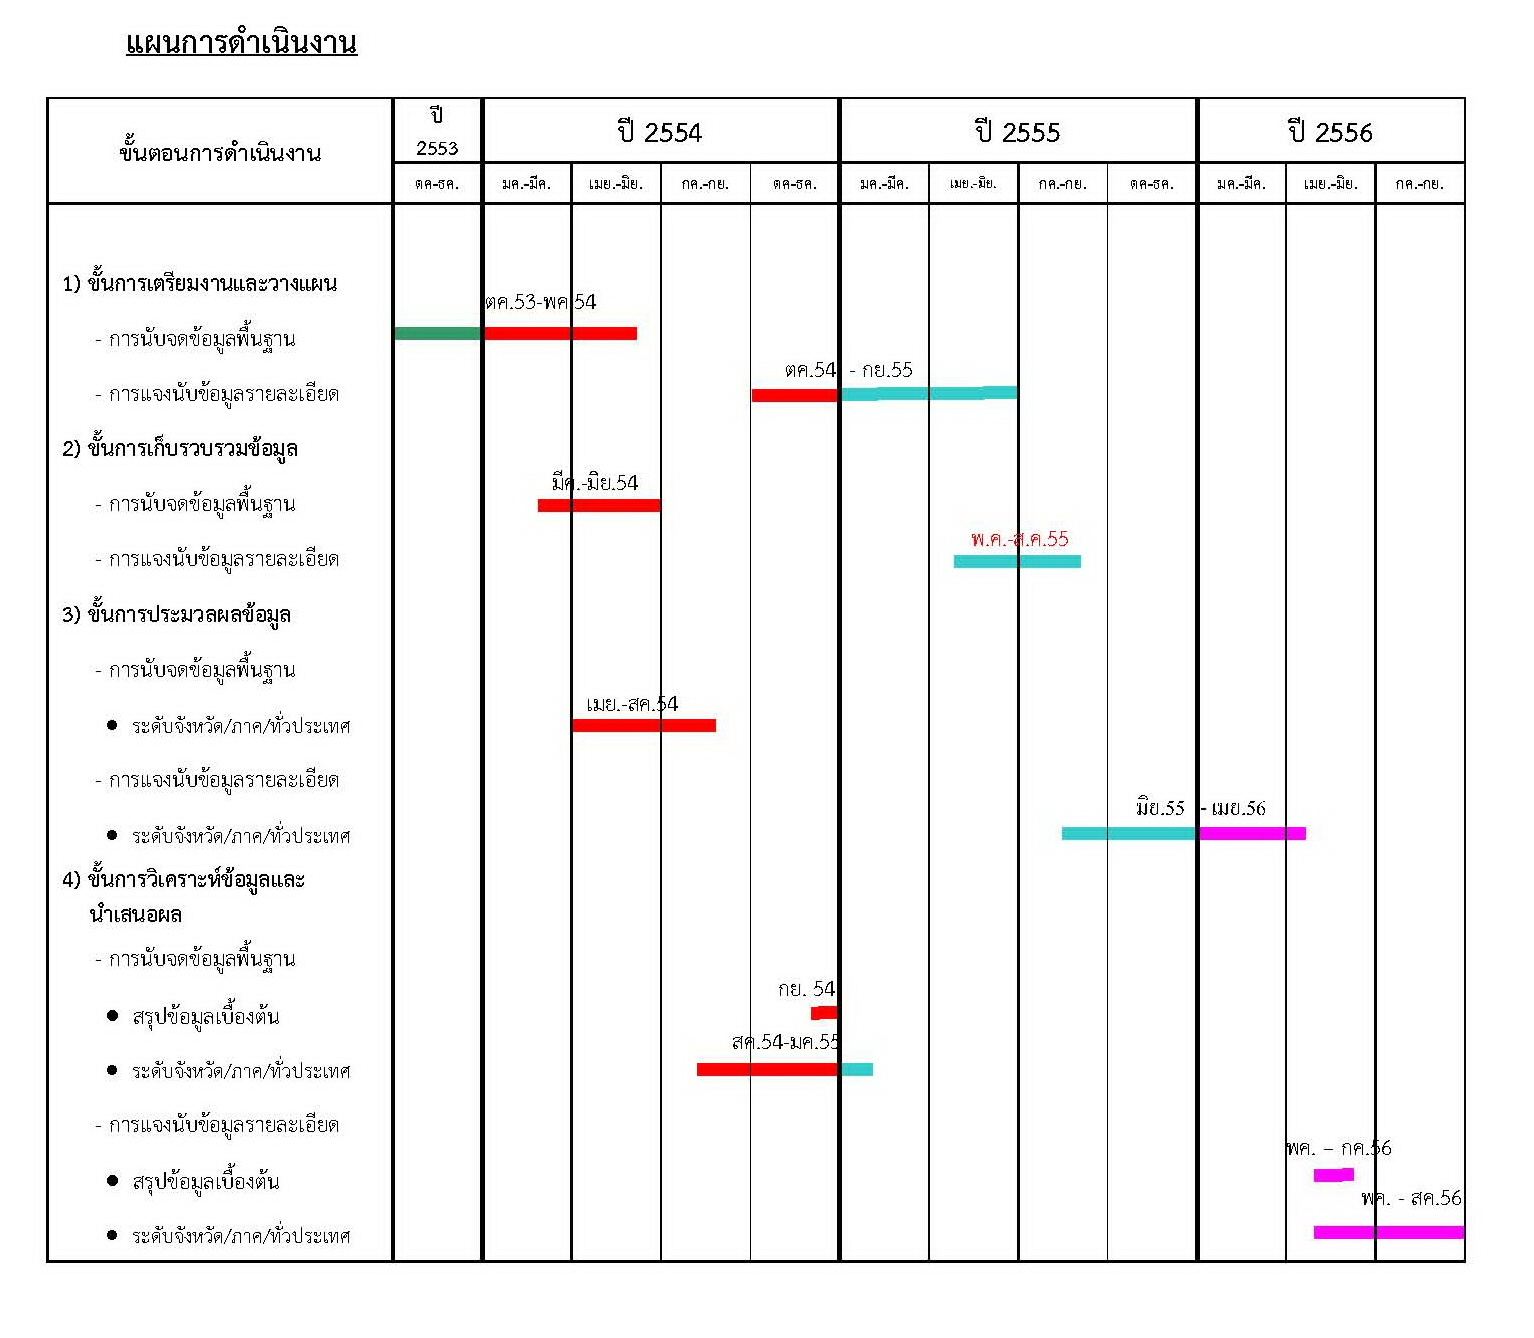 แผนการดำเนินงาน
ขั้นตอนการดำเนินงาน
ปี
2553
ปี 2554
ปี 2555
ปี 2556
ตค-ธค.
มค.-มีค.
เมย.-มิย.
กค.-กย.
ตค-ธค.
มค.-มีค.
เมย.-มิย.
กค.-กย.
ตค-ธค.
มค.-มีค.
เมย.-มิย.
กค.-กย.
1) ขั้นการเตรียมงานและวางแผน
ตค.53-พค.54
- การนับจดข้อมูลพื้นฐาน
ตค.54 - กย.55
- การแจงนับข้อมูลรายละเอียด
2) ขั้นการเก็บรวบรวมข้อมูล
มีค.-มิย.54
- การนับจดข้อมูลพื้นฐาน
พ.ค.-ส.ค.55
- การแจงนับข้อมูลรายละเอียด
3) ขั้นการประมวลผลข้อมูล
- การนับจดข้อมูลพื้นฐาน
เมย.-สค.54
● ระดับจังหวัด/ภาค/ทั่วประเทศ
- การแจงนับข้อมูลรายละเอียด
มิย.55 - เมย.56
● ระดับจังหวัด/ภาค/ทั่วประเทศ
4) ขั้นการวิเคราะห์ข้อมูลและ
นำเสนอผล
- การนับจดข้อมูลพื้นฐาน
กย. 54
● สรุปข้อมูลเบื้องต้น
สค.54-มค.55
● ระดับจังหวัด/ภาค/ทั่วประเทศ
- การแจงนับข้อมูลรายละเอียด
พค. – กค.56
● สรุปข้อมูลเบื้องต้น
พค. - สค.56
● ระดับจังหวัด/ภาค/ทั่วประเทศ